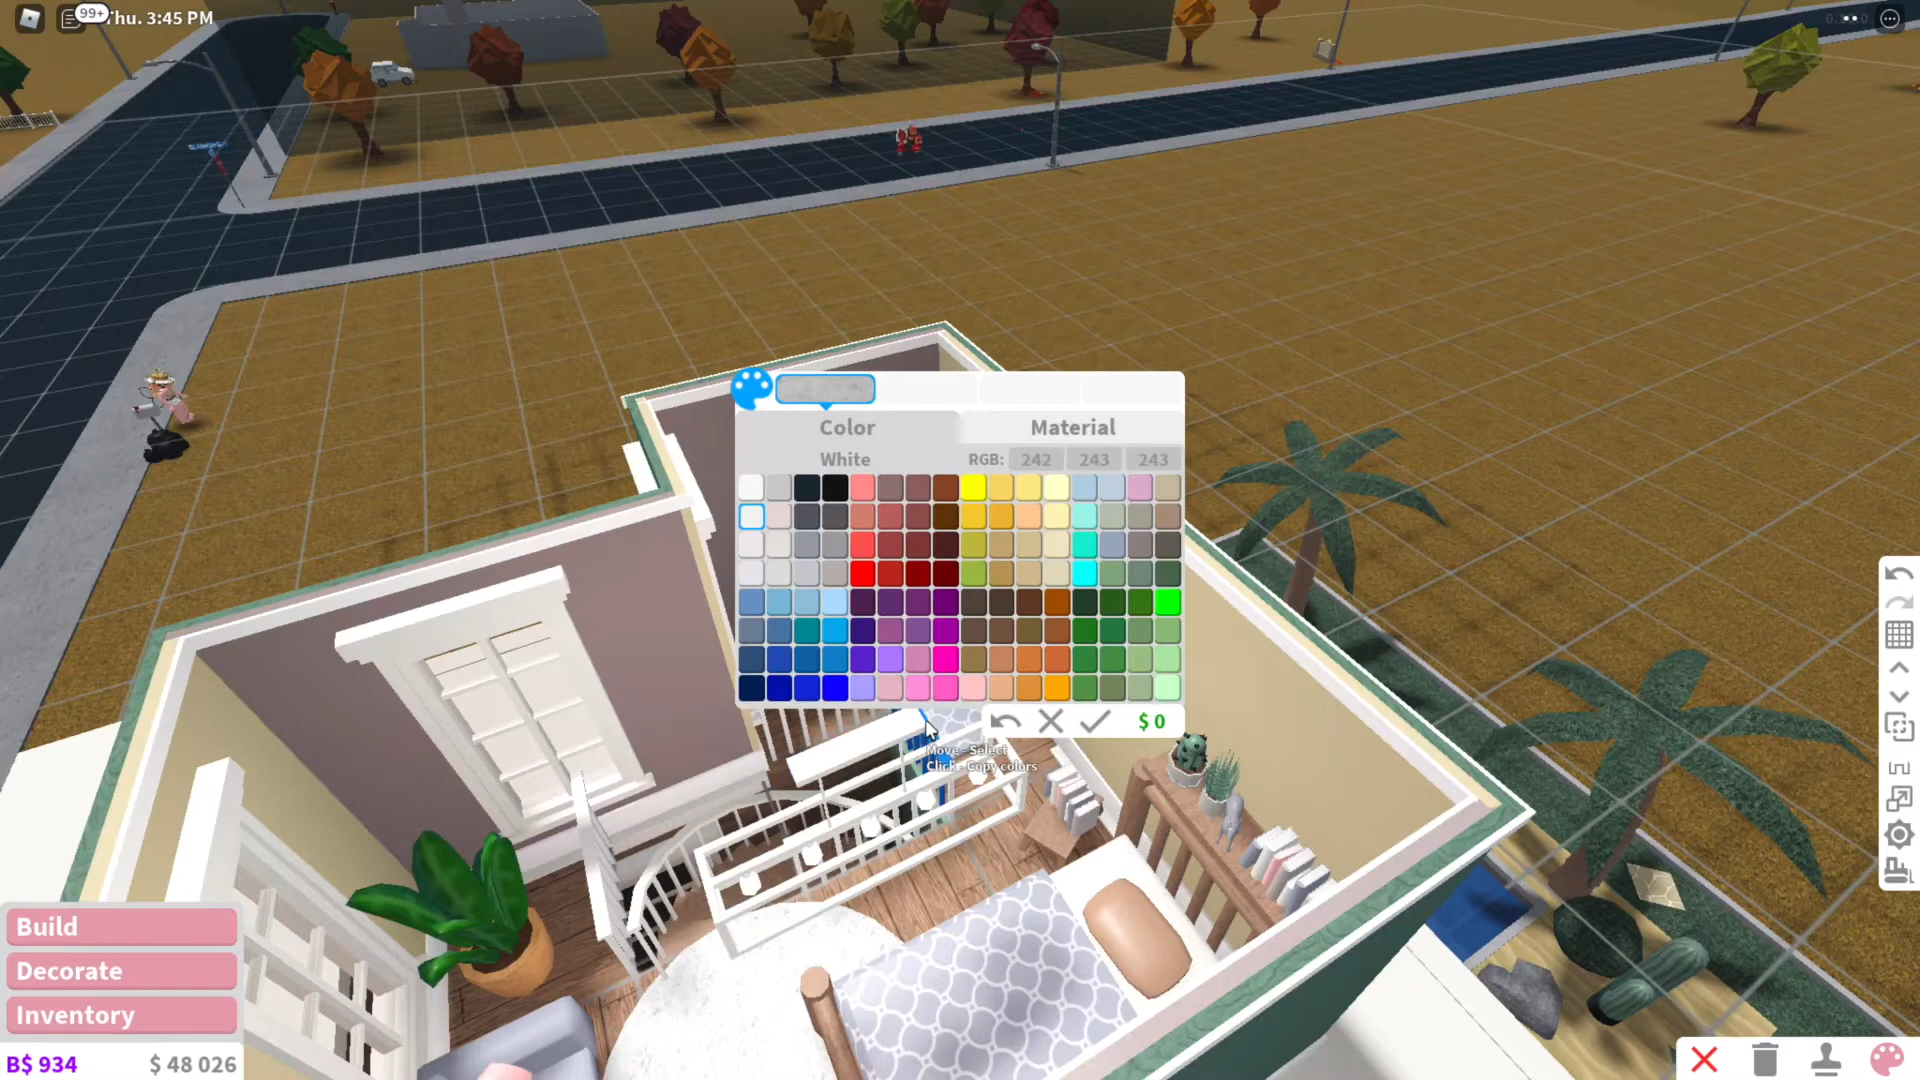 99+
Thu. 3:45 PM
Color
Material
White
RGB: 242 243 243
$ 0
Move - Select
Click - Copy colors
Build
Decorate
Inventory
B$ 934
$ 48 026